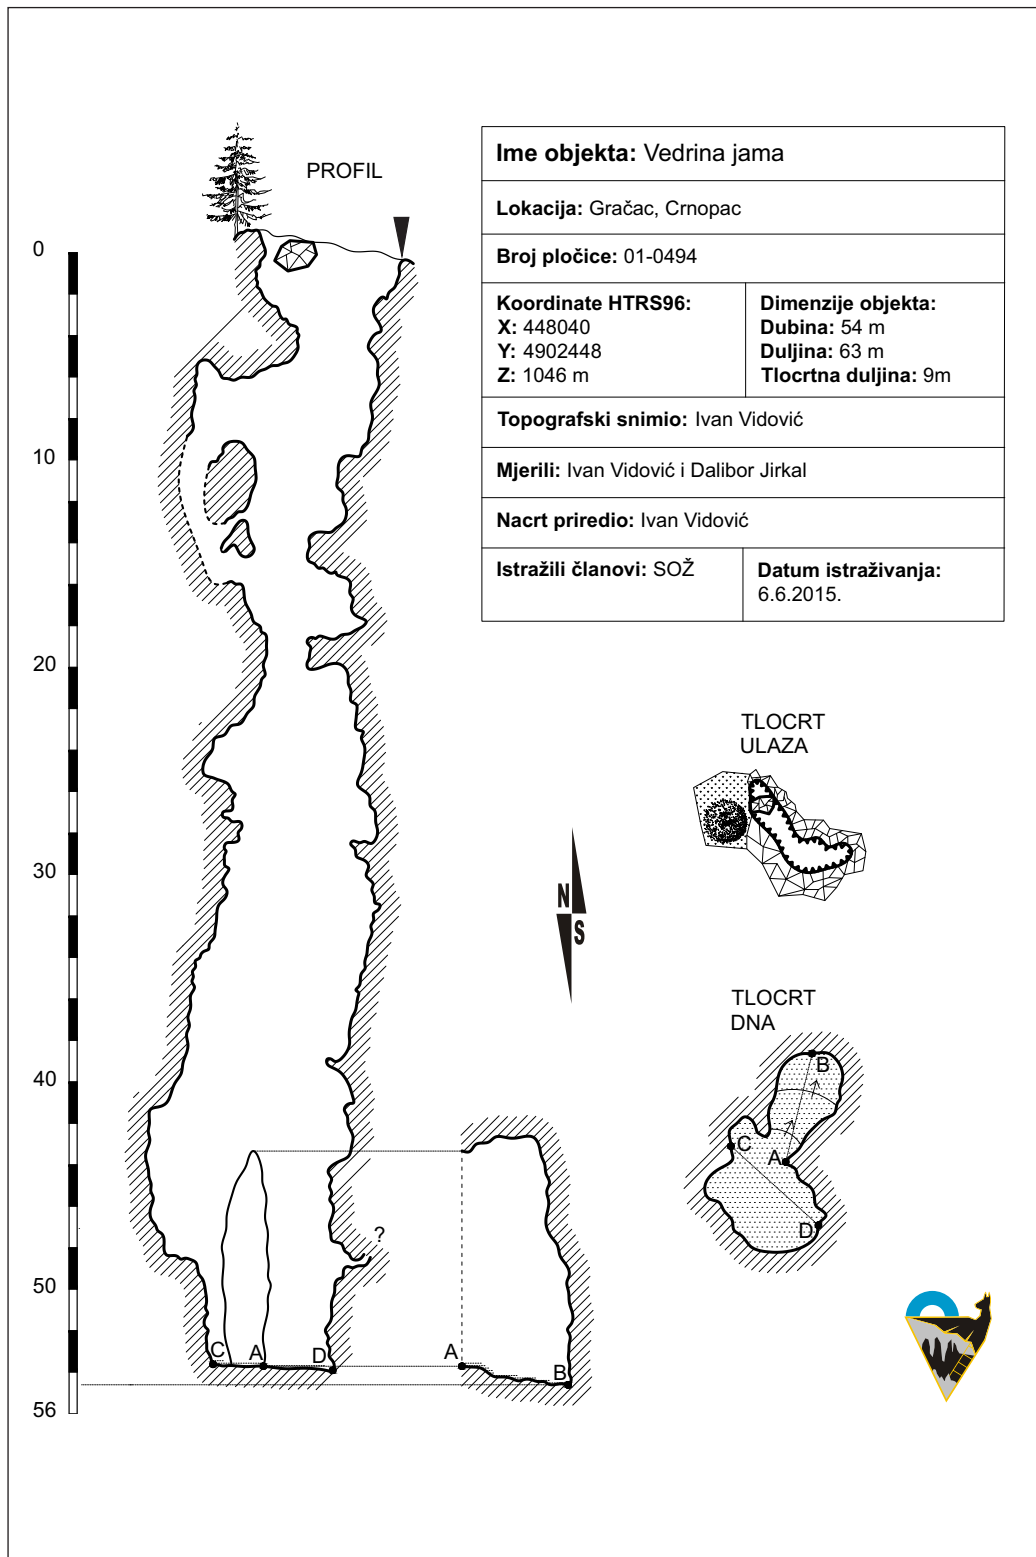 PROFIL
Ime objekta: Vedrina jama
Lokacija: Gračac, Crnopac
Broj pločice: 01-0494
Koordinate HTRS96:
X: 448040
Y: 4902448
Z: 1046 m
Dimenzije objekta:
Dubina: 54 m
Duljina: 63 m
Tlocrtna duljina: 9m
Topografski snimio: Ivan Vidović
Mjerili: Ivan Vidović i Dalibor Jirkal
Nacrt priredio: Ivan Vidović
Istražili članovi: SOŽ
Datum istraživanja:
6.6.2015.
0
10
20
30
40
50
56
TLOCRT
ULAZA
N
S
TLOCRT
DNA
B
C
A
D
?
C A D A B